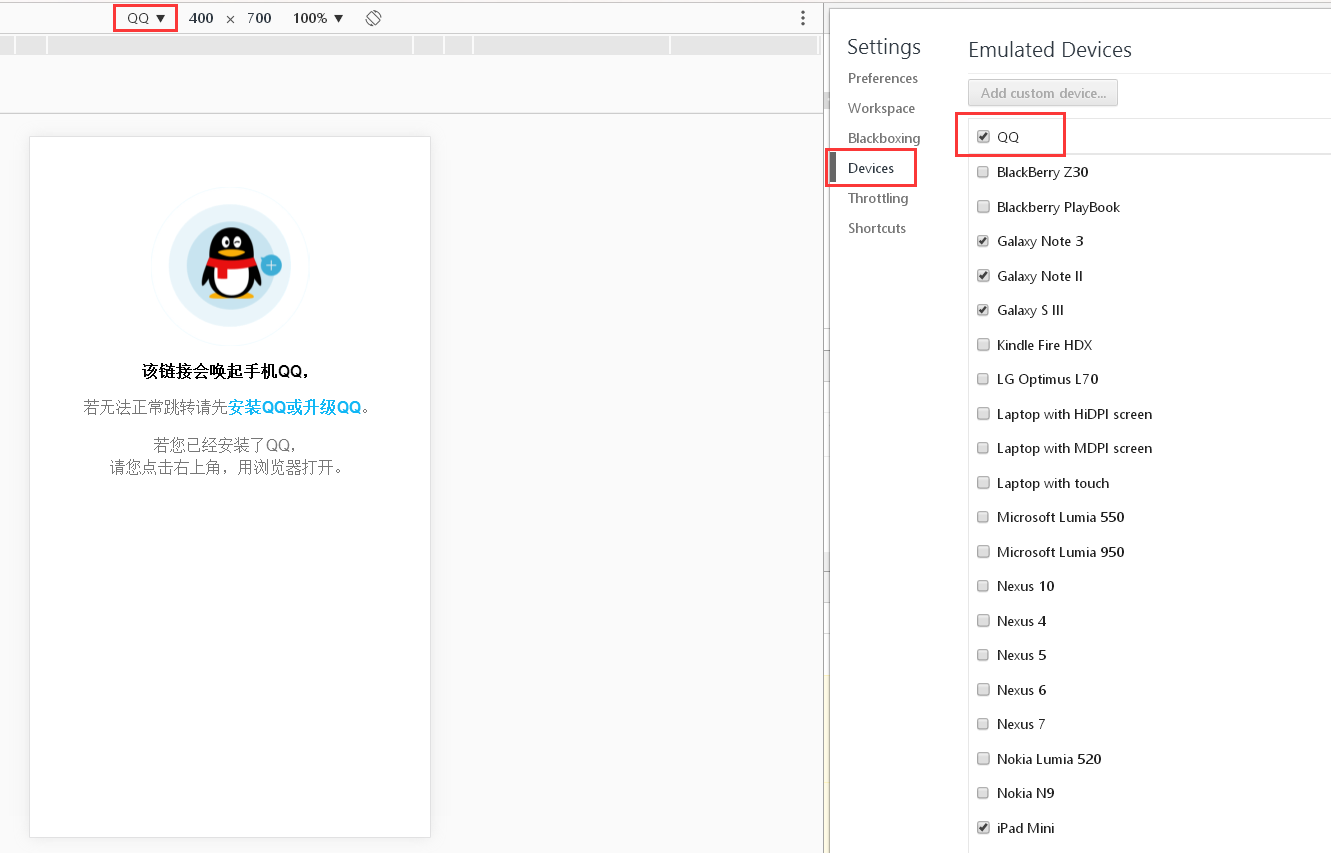 QQ ▼ 400 × 700 100% ▼
该链接会唤起手机QQ，
若无法正常跳转请先安装QQ或升级QQ。
若您已经安装了QQ，
请您点击右上角，用浏览器打开。
Settings
Preferences
Workspace
Blackboxing
Devices
Throttling
Shortcuts
Emulated Devices
Add custom device...
QQ
BlackBerry Z30
Blackberry PlayBook
Galaxy Note 3
Galaxy Note II
Galaxy S III
Kindle Fire HDX
LG Optimus L70
Laptop with HiDPI screen
Laptop with MDPI screen
Laptop with touch
Microsoft Lumia 550
Microsoft Lumia 950
Nexus 10
Nexus 4
Nexus 5
Nexus 6
Nexus 7
Nokia Lumia 520
Nokia N9
iPad Mini